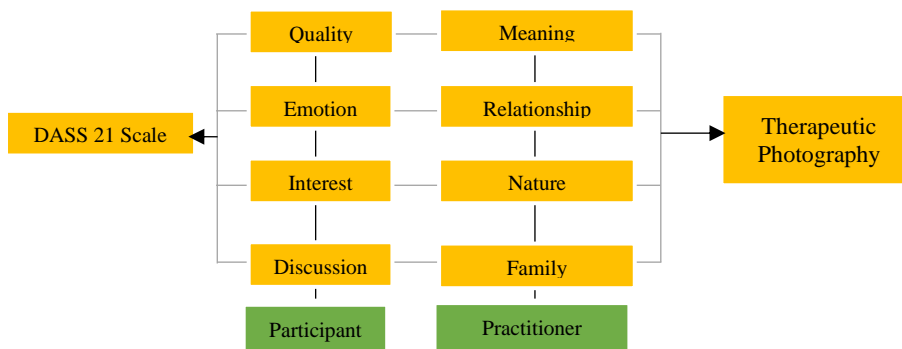 Quality
Meaning
Emotion
Relationship
DASS 21 Scale
Therapeutic
Photography
Interest
Nature
Discussion
Family
Participant
Practitioner